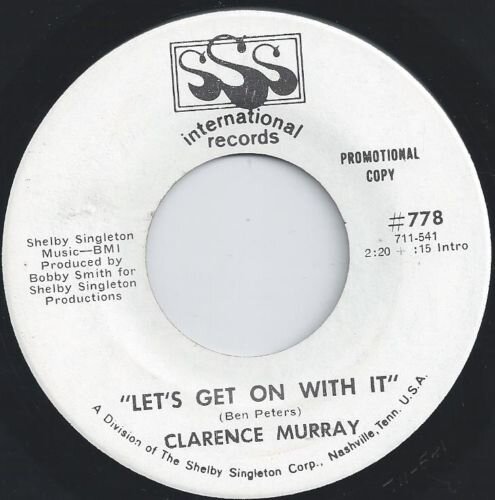 SSS
international
records
PROMOTIONAL
COPY
#778
711-541
2:20 + :15 Intro
Shelby Singleton
Music—BMI
Produced by
Bobby Smith for
Shelby Singleton
Productions
"LET'S GET ON WITH IT"
(Ben Peters)
CLARENCE MURRAY
A Division of The Shelby Singleton Corp., Nashville, Tenn. U.S.A.